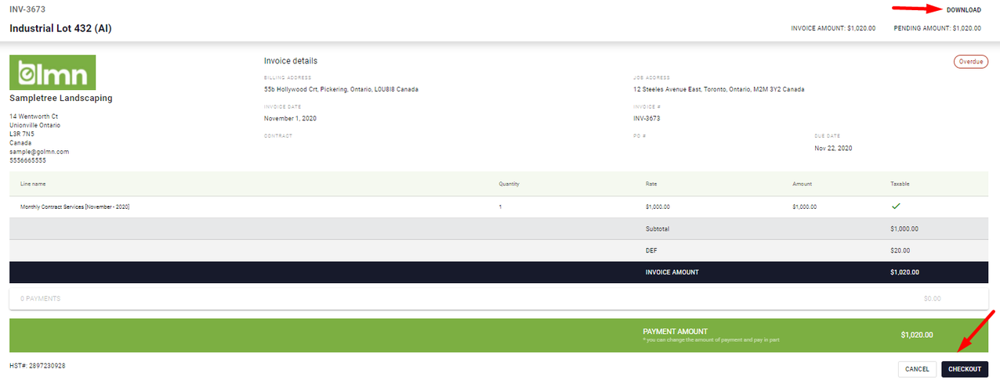 INV-3673
DOWNLOAD
Industrial Lot 432 (AI)
INVOICE AMOUNT: $1,020.00 PENDING AMOUNT: $1,020.00
lmn
Sampletree Landscaping
14 Wentworth Ct
Unionville Ontario
L3R 7N5
Canada
sample@golmn.com
5556665555
Invoice details
Overdue
BILLING ADDRESS
55b Hollywood Crt, Pickering, Ontario, L0U8I8 Canada
JOB ADDRESS
12 Steeles Avenue East, Toronto, Ontario, M2M 3Y2 Canada
INVOICE DATE
November 1, 2020
INVOICE #
INV-3673
CONTRACT
PO #
DUE DATE
Nov 22, 2020
Line name Quantity Rate Amount Taxable
Monthly Contract Services [November - 2020] 1 $1,000.00 $1,000.00
Subtotal $1,000.00
DEF $20.00
INVOICE AMOUNT $1,020.00
0 PAYMENTS $0.00
PAYMENT AMOUNT $1,020.00
* you can change the amount of payment and pay in part
HST#: 2897230928
CANCEL CHECKOUT